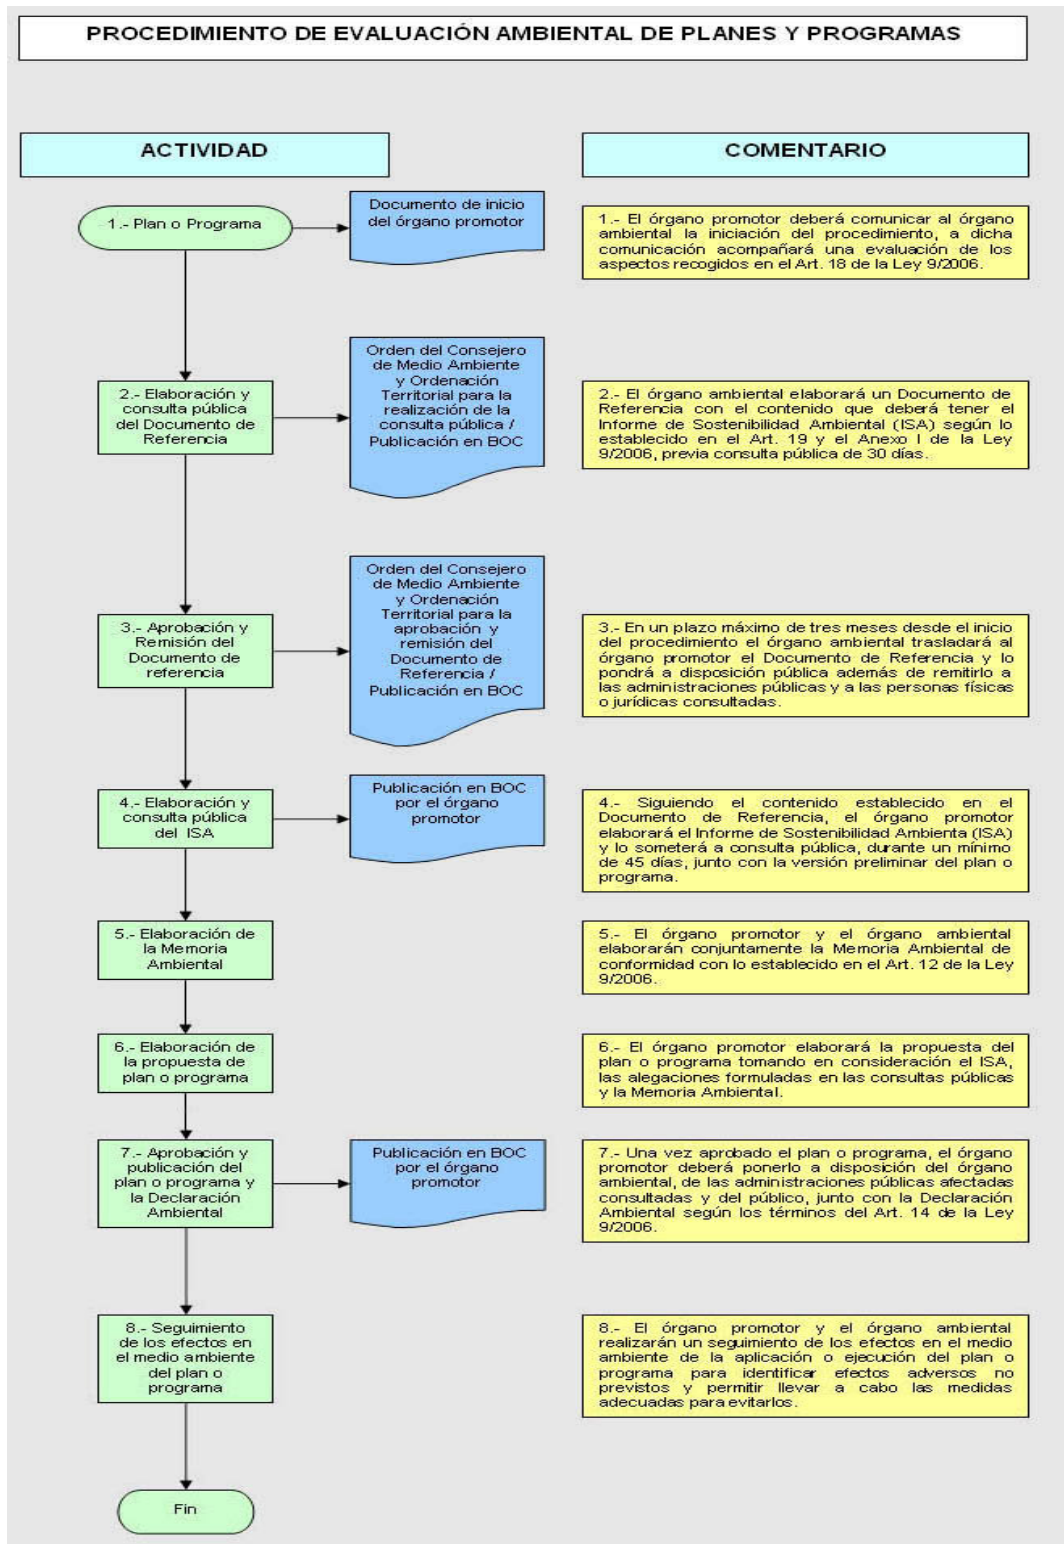 PROCEDIMIENTO DE EVALUACIÓN AMBIENTAL DE PLANES Y PROGRAMAS
ACTIVIDAD
COMENTARIO
1.- Plan o Programa
Documento de inicio
del órgano promotor
1.- El órgano promotor deberá comunicar al órgano
ambiental la iniciación del procedimiento, a dicha
comunicación acompañará una evaluación de los
aspectos recogidos en el Art. 18 de la Ley 9/2006.
2.- Elaboración y
consulta pública
del Documento de
Referencia
Orden del Consejero
de Medio Ambiente
y Ordenación
Territorial para la
realización de la
consulta pública /
Publicación en BOC
2.- El órgano ambiental elaborará un Documento de
Referencia con el contenido que deberá tener el
Informe de Sostenibilidad Ambiental (ISA) según lo
establecido en el Art. 19 y el Anexo I de la Ley
9/2006, previa consulta pública de 30 días.
3.- Aprobación y
Remisión del
Documento de
referencia
Orden del Consejero
de Medio Ambiente
y Ordenación
Territorial para la
aprobación y
remisión del
Documento de
Referencia /
Publicación en BOC
3.- En un plazo máximo de tres meses desde el inicio
del procedimiento el órgano ambiental trasladará al
órgano promotor el Documento de Referencia y lo
pondrá a disposición pública además de remitirlo a
las administraciones públicas y a las personas físicas
o jurídicas consultadas.
4.- Elaboración y
consulta pública
del ISA
Publicación en BOC
por el órgano
promotor
4.- Siguiendo el contenido establecido en el
Documento de Referencia, el órgano promotor
elaborará el Informe de Sostenibilidad Ambienta (ISA)
y lo someterá a consulta pública, durante un mínimo
de 45 días, junto con la versión preliminar del plan o
programa.
5.- Elaboración de
la Memoria
Ambiental
5.- El órgano promotor y el órgano ambiental
elaborarán conjuntamente la Memoria Ambiental de
conformidad con lo establecido en el Art. 12 de la Ley
9/2006.
6.- Elaboración de
la propuesta de
plan o programa
6.- El órgano promotor elaborará la propuesta del
plan o programa tomando en consideración el ISA,
las alegaciones formuladas en las consultas públicas
y la Memoria Ambiental.
7.- Aprobación y
publicación del
plan o programa y
la Declaración
Ambiental
Publicación en BOC
por el órgano
promotor
7.- Una vez aprobado el plan o programa, el órgano
promotor deberá ponerlo a disposición del órgano
ambiental, de las administraciones públicas afectadas
consultadas y del público, junto con la Declaración
Ambiental según los términos del Art. 14 de la Ley
9/2006.
8.- Seguimiento
de los efectos en
el medio ambiente
del plan o
programa
8.- El órgano promotor y el órgano ambiental
realizarán un seguimiento de los efectos en el medio
ambiente de la aplicación o ejecución del plan o
programa para identificar efectos adversos no
previstos y permitir llevar a cabo las medidas
adecuadas para evitarlos.
Fin